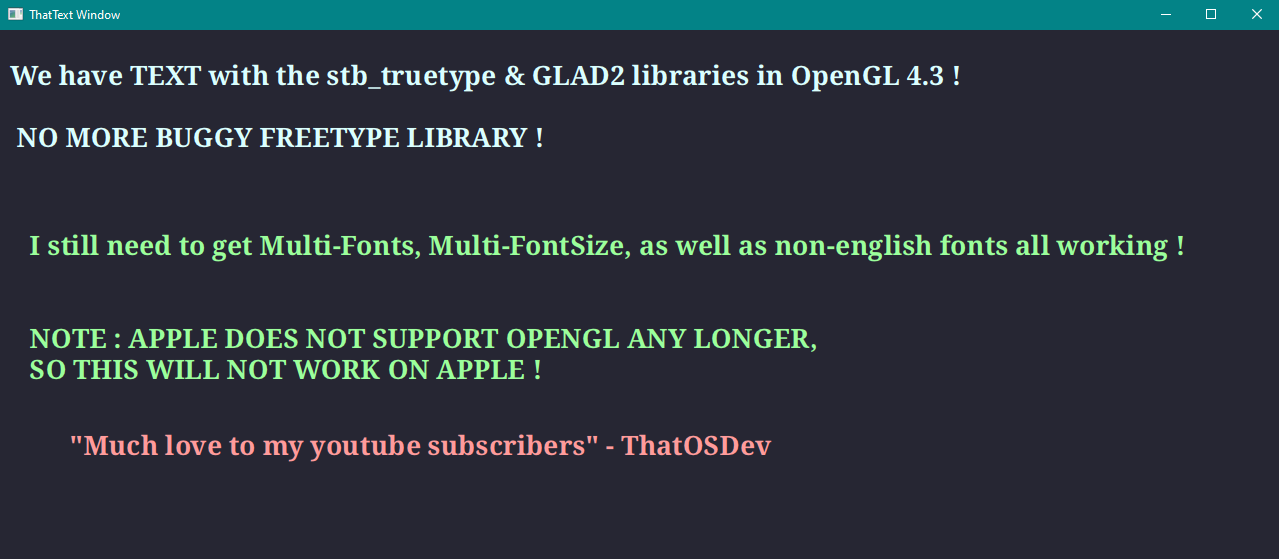 ThatText Window
We have TEXT with the stb_truetype & GLAD2 libraries in OpenGL 4.3 !
NO MORE BUGGY FREETYPE LIBRARY !
I still need to get Multi-Fonts, Multi-FontSize, as well as non-english fonts all working !
NOTE : APPLE DOES NOT SUPPORT OPENGL ANY LONGER,
SO THIS WILL NOT WORK ON APPLE !
"Much love to my youtube subscribers" - ThatOSDev